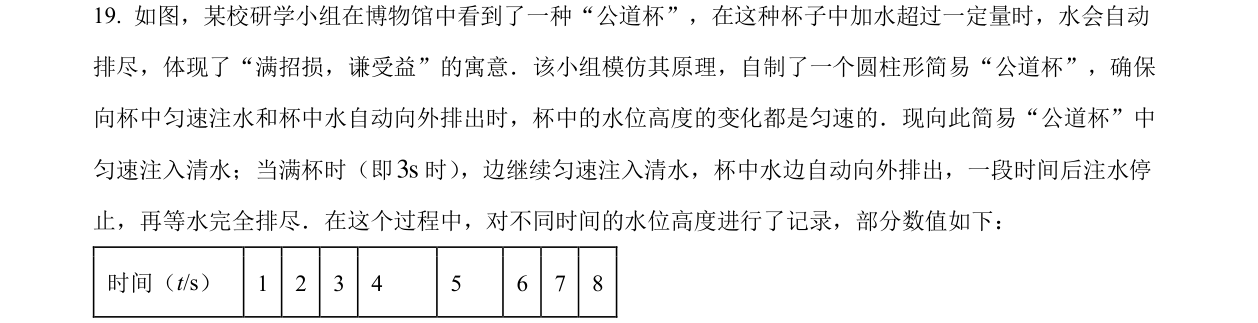 19. 如图，某校研学小组在博物馆中看到了一种“公道杯”，在这种杯子中加水超过一定量时，水会自动
排尽，体现了“满招损，谦受益”的寓意．该小组模仿其原理，自制了一个圆柱形简易“公道杯”，确保
向杯中匀速注水和杯中水自动向外排出时，杯中的水位高度的变化都是匀速的．现向此简易“公道杯”中
匀速注入清水；当满杯时（即3s时），边继续匀速注入清水，杯中水边自动向外排出，一段时间后注水停
止，再等水完全排尽．在这个过程中，对不同时间的水位高度进行了记录，部分数值如下：
时间（t/s） 1 2 3 4 5 6 7 8